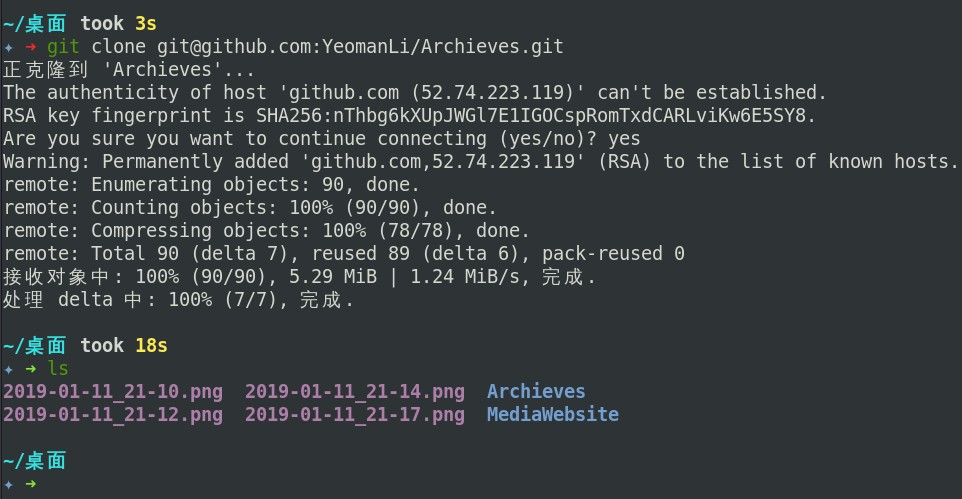 ~/桌面 took 3s
✦ ➜ git clone git@github.com:YeomanLi/Archieves.git
正克隆到 'Archieves'...
The authenticity of host 'github.com (52.74.223.119)' can't be established.
RSA key fingerprint is SHA256:nThbg6kXUpJWGl7E1IGOCspRomTxdCARLviKw6E5SY8.
Are you sure you want to continue connecting (yes/no)? yes
Warning: Permanently added 'github.com,52.74.223.119' (RSA) to the list of known hosts.
remote: Enumerating objects: 90, done.
remote: Counting objects: 100% (90/90), done.
remote: Compressing objects: 100% (78/78), done.
remote: Total 90 (delta 7), reused 89 (delta 6), pack-reused 0
接收对象中: 100% (90/90), 5.29 MiB | 1.24 MiB/s, 完成.
处理 delta 中: 100% (7/7), 完成.
~/桌面 took 18s
✦ ➜ ls
2019-01-11_21-10.png  2019-01-11_21-14.png  Archieves
2019-01-11_21-12.png  2019-01-11_21-17.png  MediaWebsite
~/桌面
✦ ➜